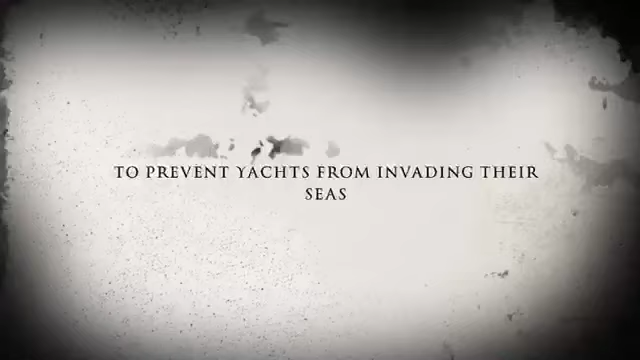 TO PREVENT YACHTS FROM INVADING THEIR
SEAS